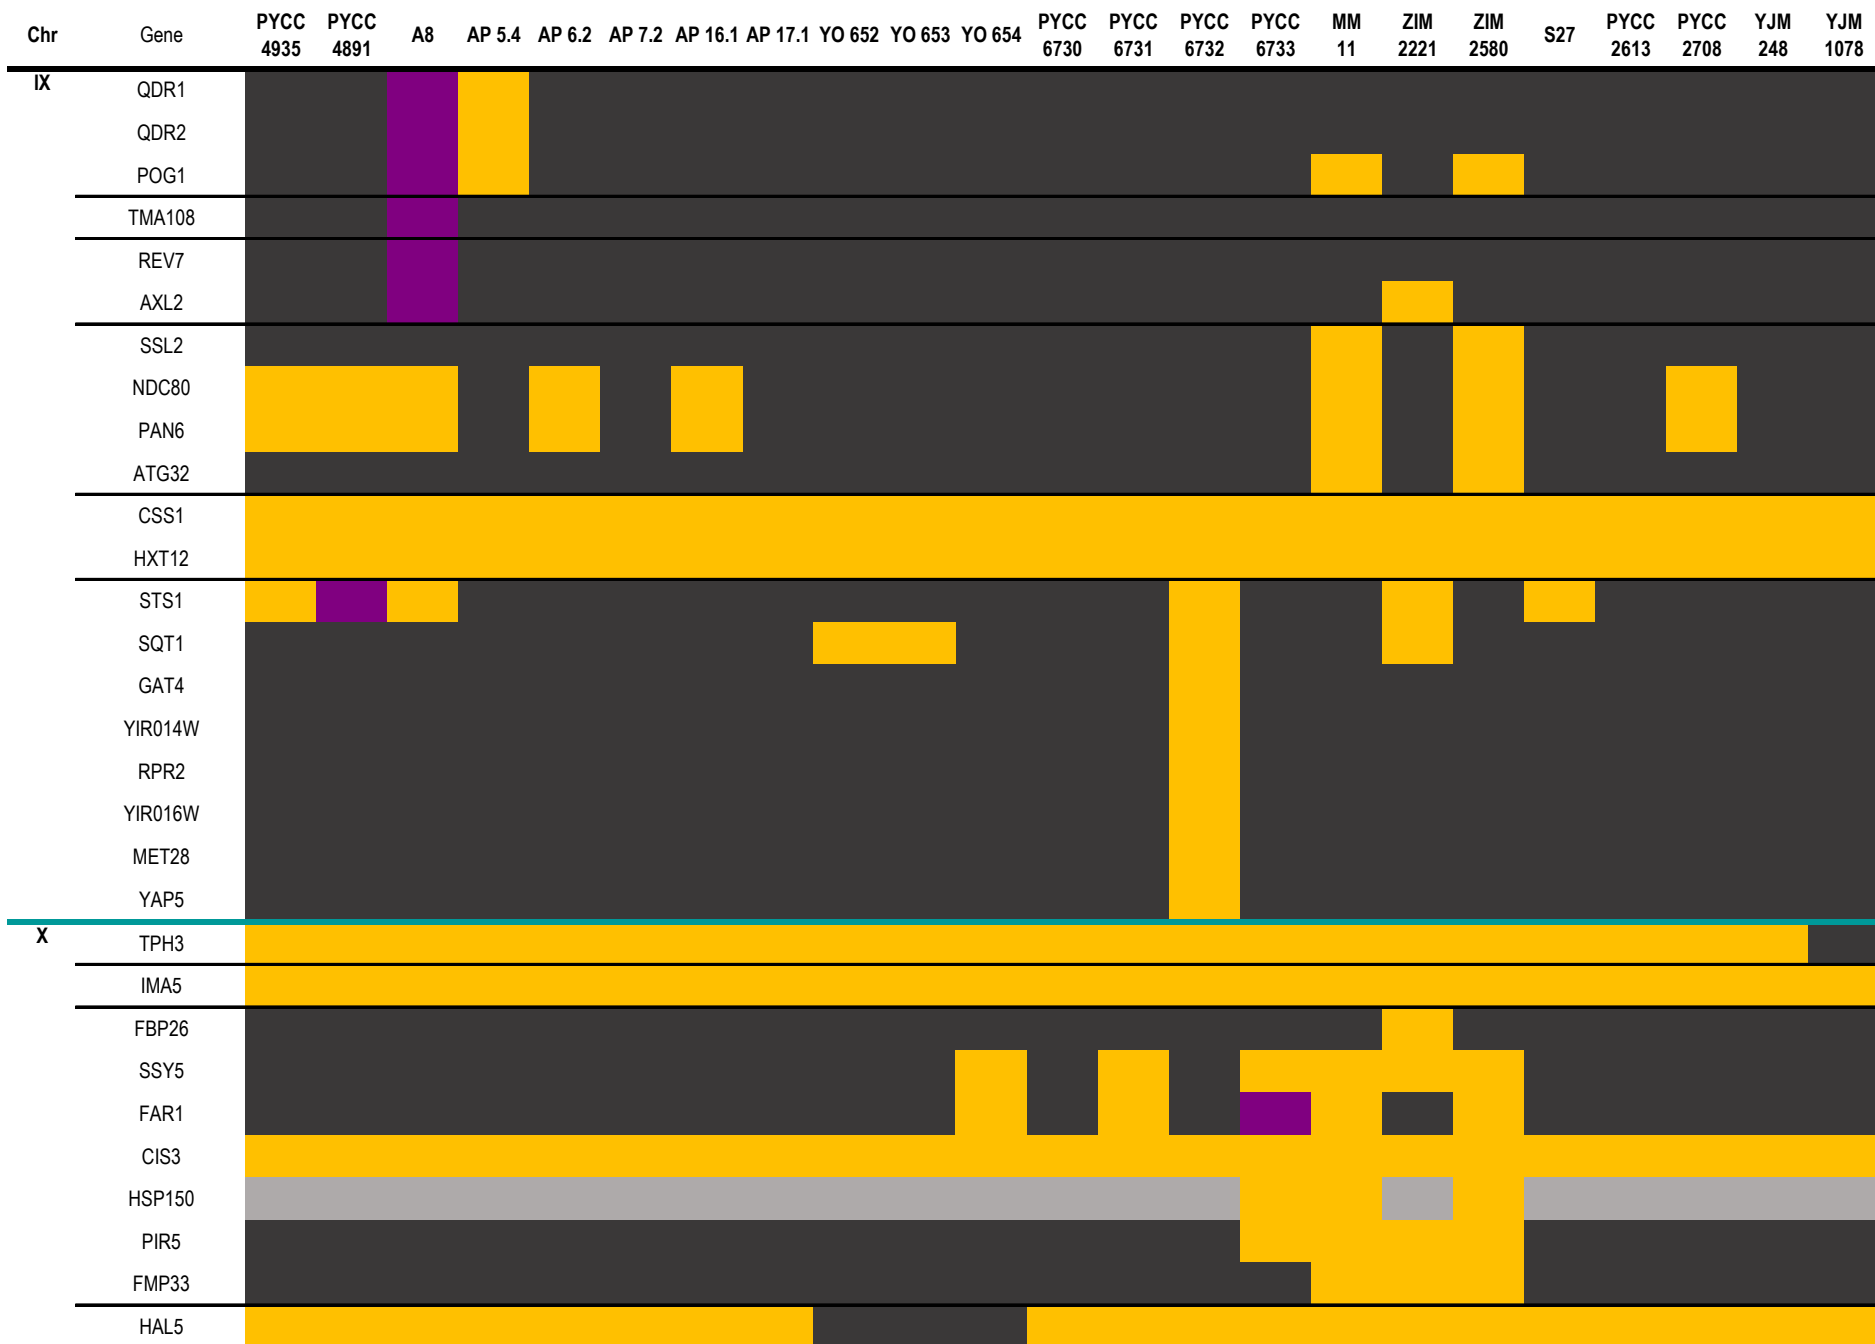 Chr Gene PYCC 4935 PYCC 4891 A8 AP 5.4 AP 6.2 AP 7.2 AP 16.1 AP 17.1 YO 652 YO 653 YO 654 PYCC 6730 PYCC 6731 PYCC 6732 PYCC 6733 MM 11 ZIM 2221 ZIM 2580 S27 PYCC 2613 PYCC 2708 YJM 248 YJM 1078
IX QDR1
QDR2
POG1
TMA108
REV7
AXL2
SSL2
NDC80
PAN6
ATG32
CSS1
HXT12
STS1
SQT1
GAT4
YIR014W
RPR2
YIR016W
MET28
YAP5
X TPH3
IMA5
FBP26
SSY5
FAR1
CIS3
HSP150
PIR5
FMP33
HAL5